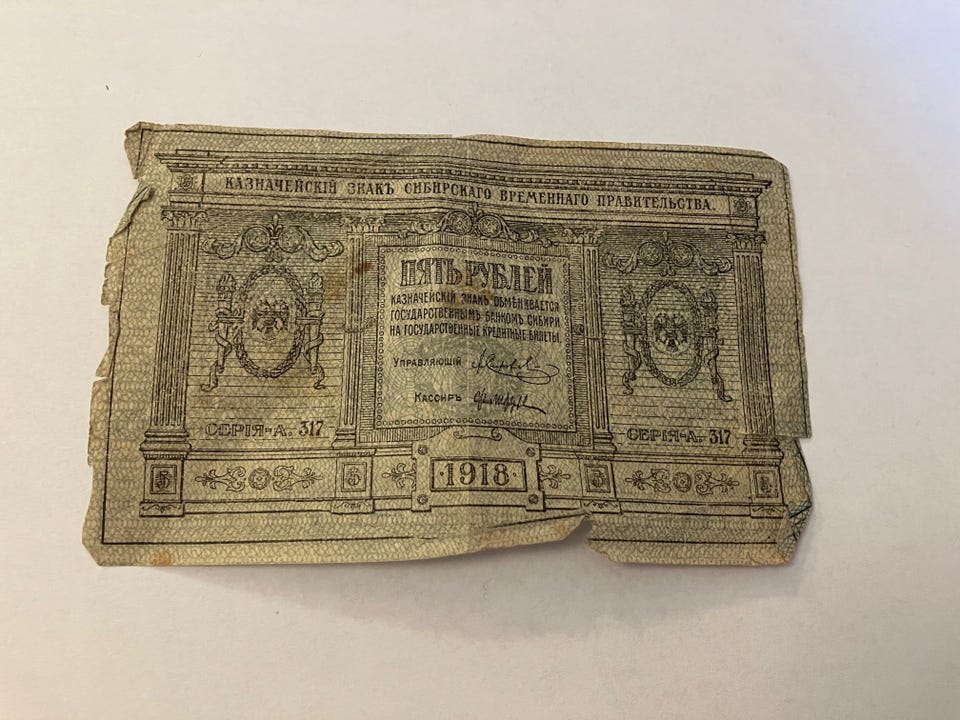 КАЗНАЧЕЙСКІЙ ЗНАКЪ СИБИРСКАГО ВРЕМЕННАГО ПРАВИТЕЛЬСТВА.
ПЯТЬ РУБЛЕЙ
КАЗНАЧЕЙСКІЙ ЗНАКЪ ОБМѢНИВАЕТСЯ
ГОСУДАРСТВЕННЫМЪ БАНКОМЪ СИБИРИ
НА ГОСУДАРСТВЕННЫЕ КРЕДИТНЫЕ БИЛЕТЫ.
УПРАВЛЯЮЩІЙ
КАССИРЪ
СЕРІЯ-А. 317
СЕРІЯ-А. 317
5 5 1918 5 5